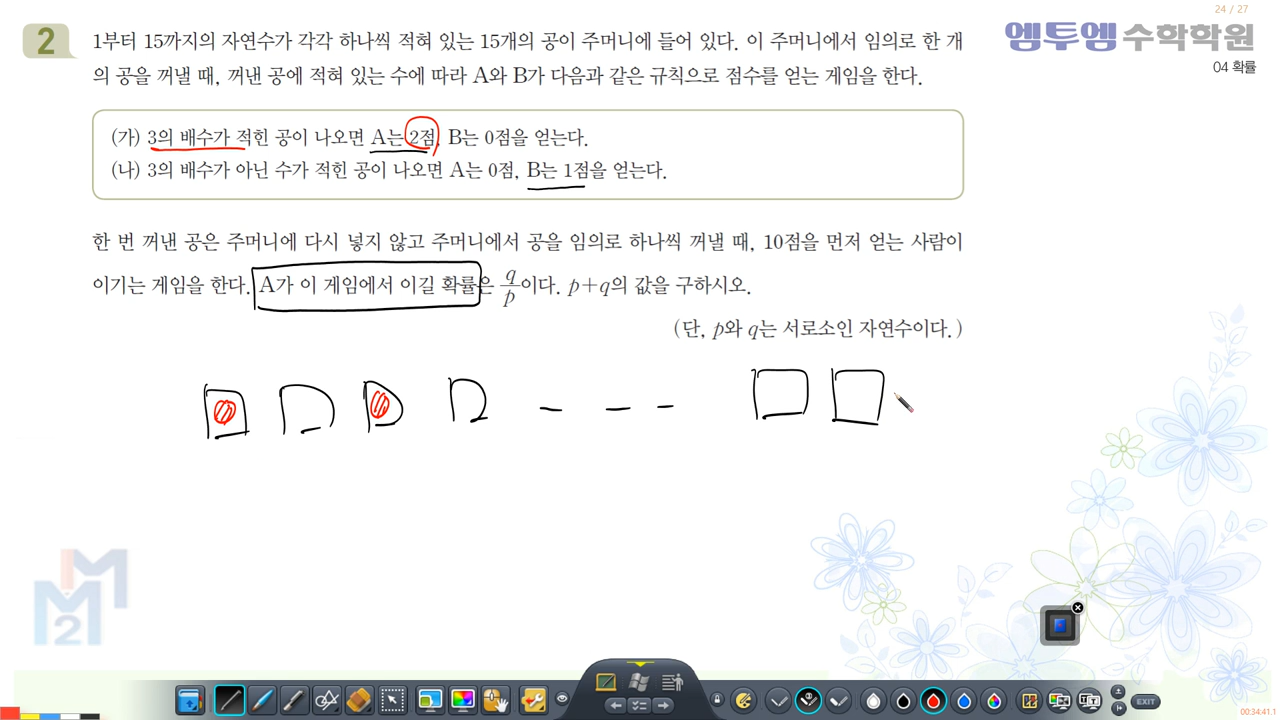 24 / 27
엠투엠수학학원
04 확률
2
1부터 15까지의 자연수가 각각 하나씩 적혀 있는 15개의 공이 주머니에 들어 있다. 이 주머니에서 임의로 한 개
의 공을 꺼낼 때, 꺼낸 공에 적혀 있는 수에 따라 A와 B가 다음과 같은 규칙으로 점수를 얻는 게임을 한다.
(가) 3의 배수가 적힌 공이 나오면 A는 2점, B는 0점을 얻는다.
(나) 3의 배수가 아닌 수가 적힌 공이 나오면 A는 0점, B는 1점을 얻는다.
한 번 꺼낸 공은 주머니에 다시 넣지 않고 주머니에서 공을 임의로 하나씩 꺼낼 때, 10점을 먼저 얻는 사람이
이기는 게임을 한다. A가 이 게임에서 이길 확률은 q/p이다. p+q의 값을 구하시오.
(단, p와 q는 서로소인 자연수이다.)
M
M
2
EXIT
00:34:41.1